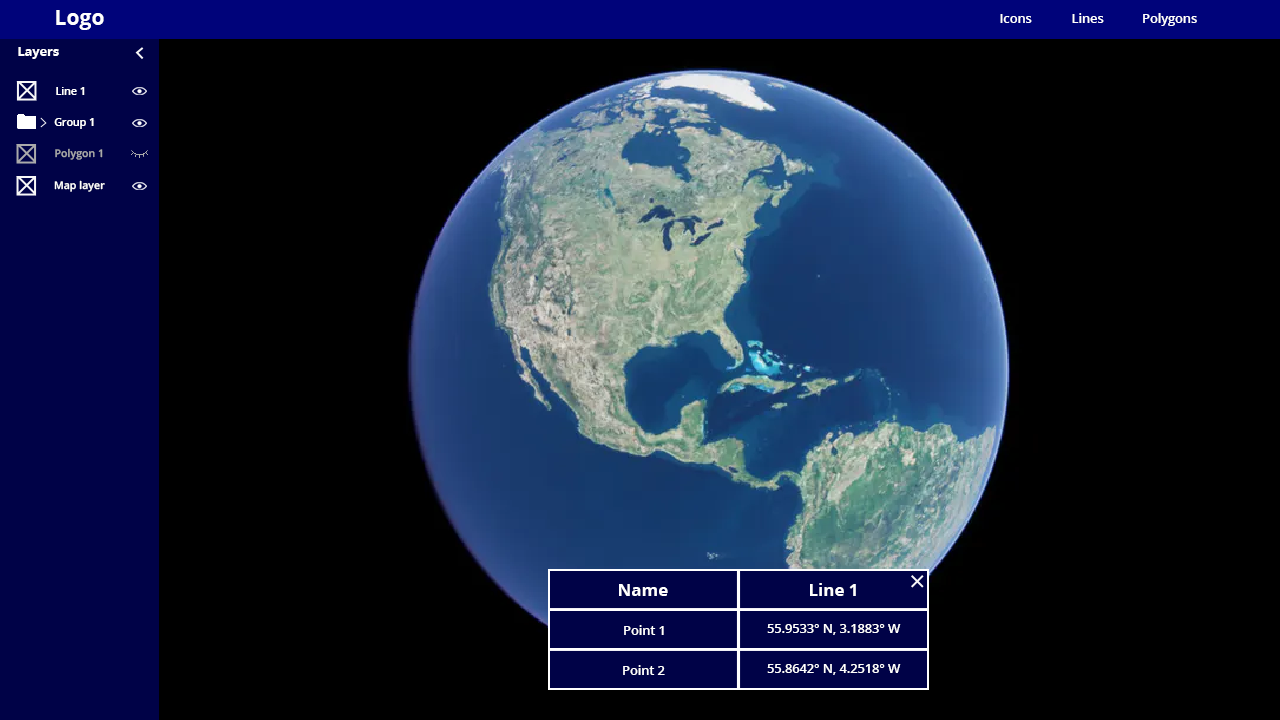 Logo
Icons
Lines
Polygons
Layers
Line 1
Group 1
Polygon 1
Map layer
Name
Line 1
Point 1
55.9533° N, 3.1883° W
Point 2
55.8642° N, 4.2518° W